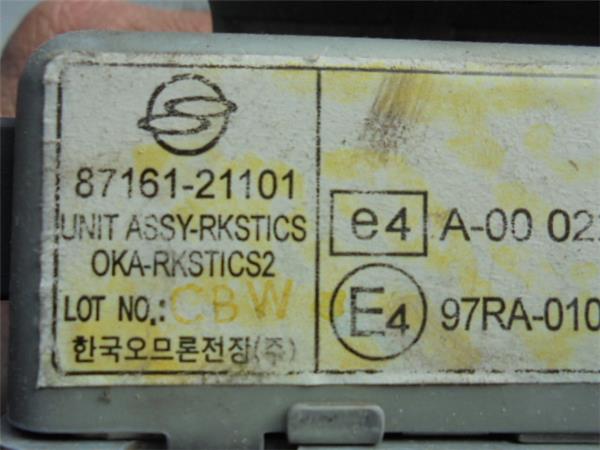 87161-21101
UNIT ASSY-RKSTICS
OKA-RKSTICS2
LOT NO.: CBW
한국오므론전장(주)
e4 A-00 022
E4 97RA-010